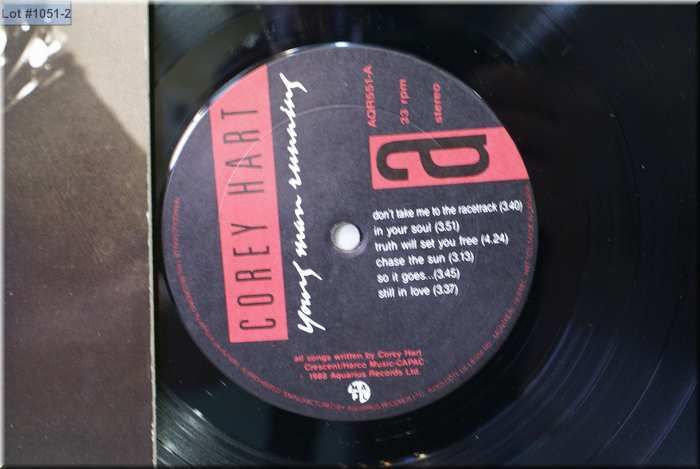 Lot #1051-2
COREY HART
young man running
AQR551-A
33 rpm
stereo
a
don't take me to the racetrack (3.40)
in your soul (3.51)
truth will set you free (4.24)
chase the sun (3.13)
so it goes...(3.45)
still in love (3.37)
all songs written by Corey Hart
Crescent/Harco Music-CAPAC
1988 Aquarius Records Ltd.